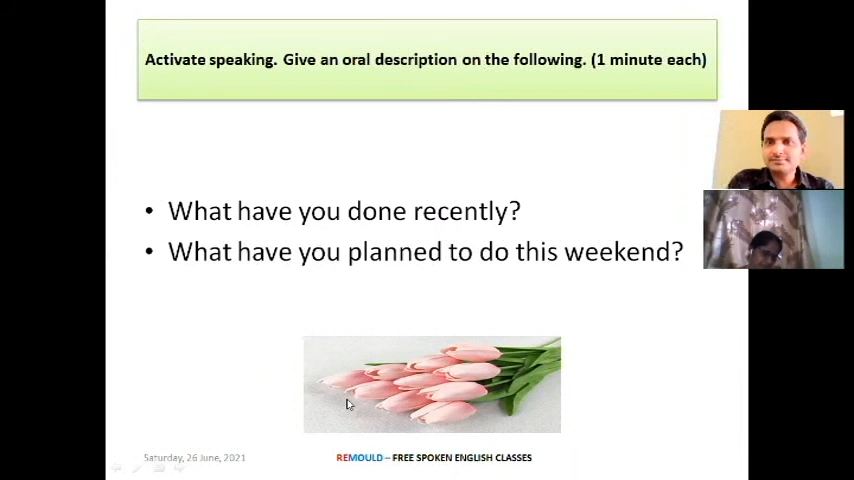 Activate speaking. Give an oral description on the following. (1 minute each)
• What have you done recently?
• What have you planned to do this weekend?
Saturday, 26 June, 2021
REMOULD – FREE SPOKEN ENGLISH CLASSES